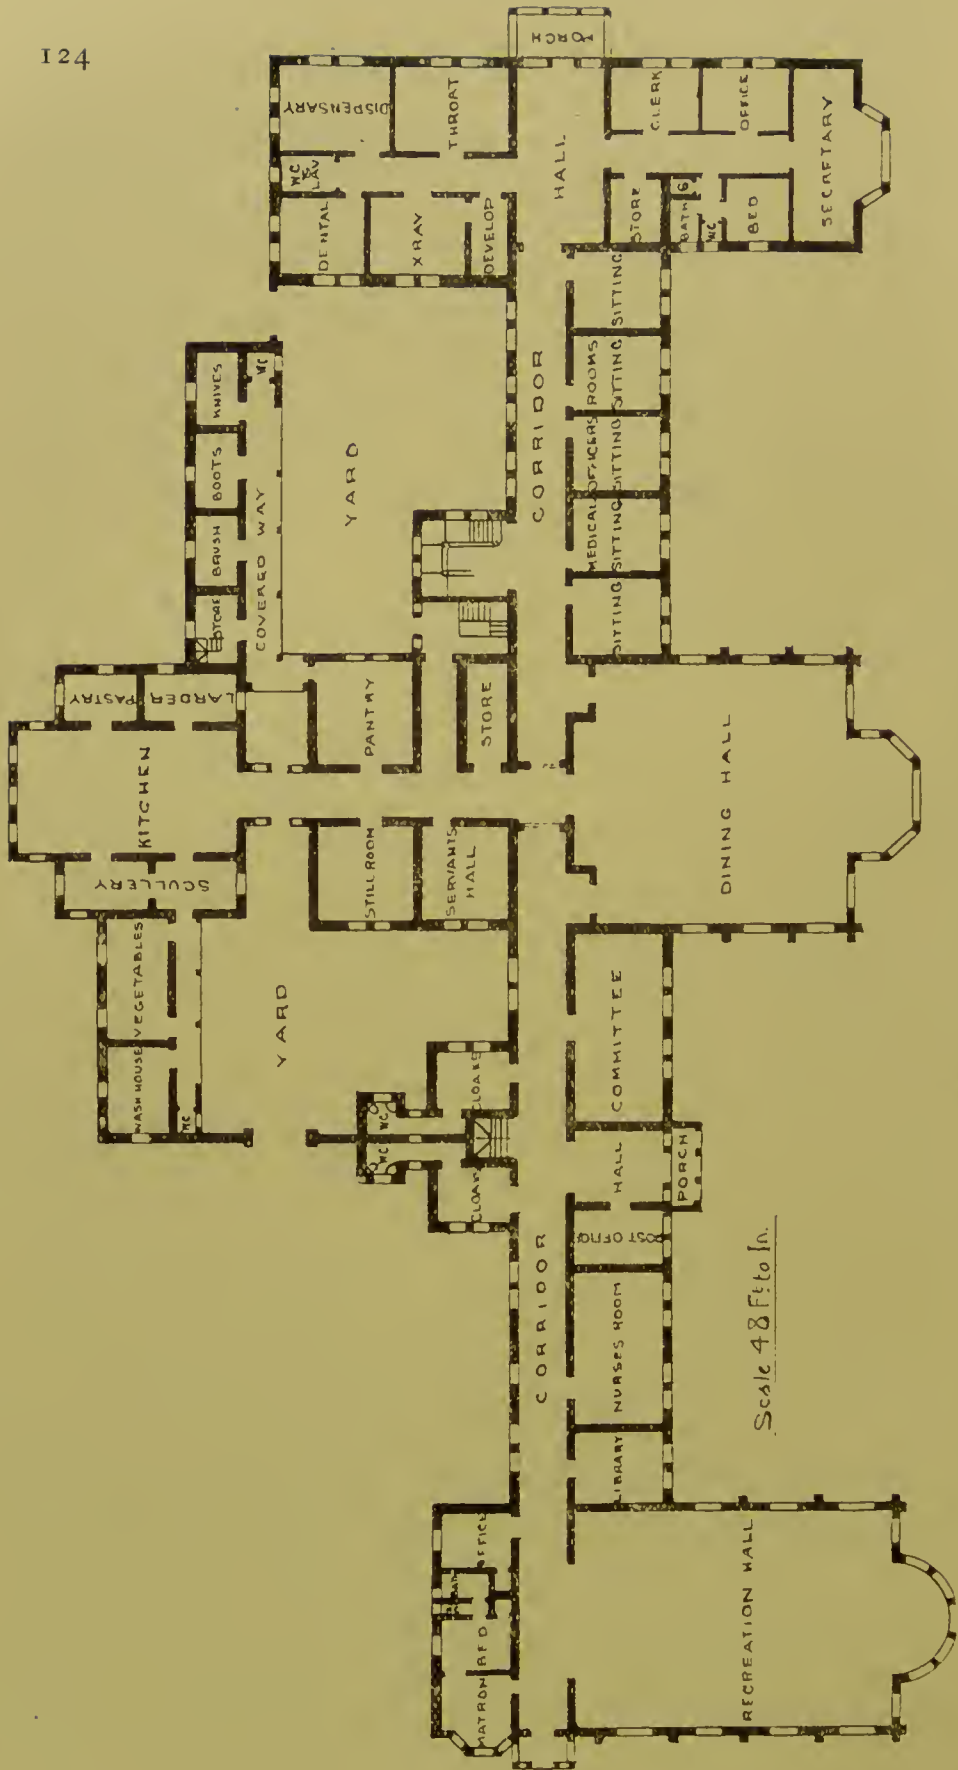 124
PORCH
DISPENSARY
THROAT
WC
LAV
DENTAL
X RAY
DEVELOP
HALL
CLERK
OFFICE
SECRETARY
STORE
BATH
WC
BED
CORRIDOR
MEDICAL OFFICERS ROOMS
SITTING SITTING SITTING SITTING SITTING
KNIVES
BOOTS
BRUSH
STORE
WC
COVERED WAY
YARD
PASTRY
LARDER
KITCHEN
SCULLERY
PANTRY
STORE
STILL ROOM
SERVANTS
HALL
DINING HALL
VEGETABLES
WASH HOUSE
WC
YARD
CLOAKS
WC
WC
CLOAKS
COMMITTEE
HALL
PORCH
POST OFFICE
CORRIDOR
NURSES ROOM
LIBRARY
OFFICE
BED
MATRON
RECREATION HALL
Scale 48 Ft. to In.